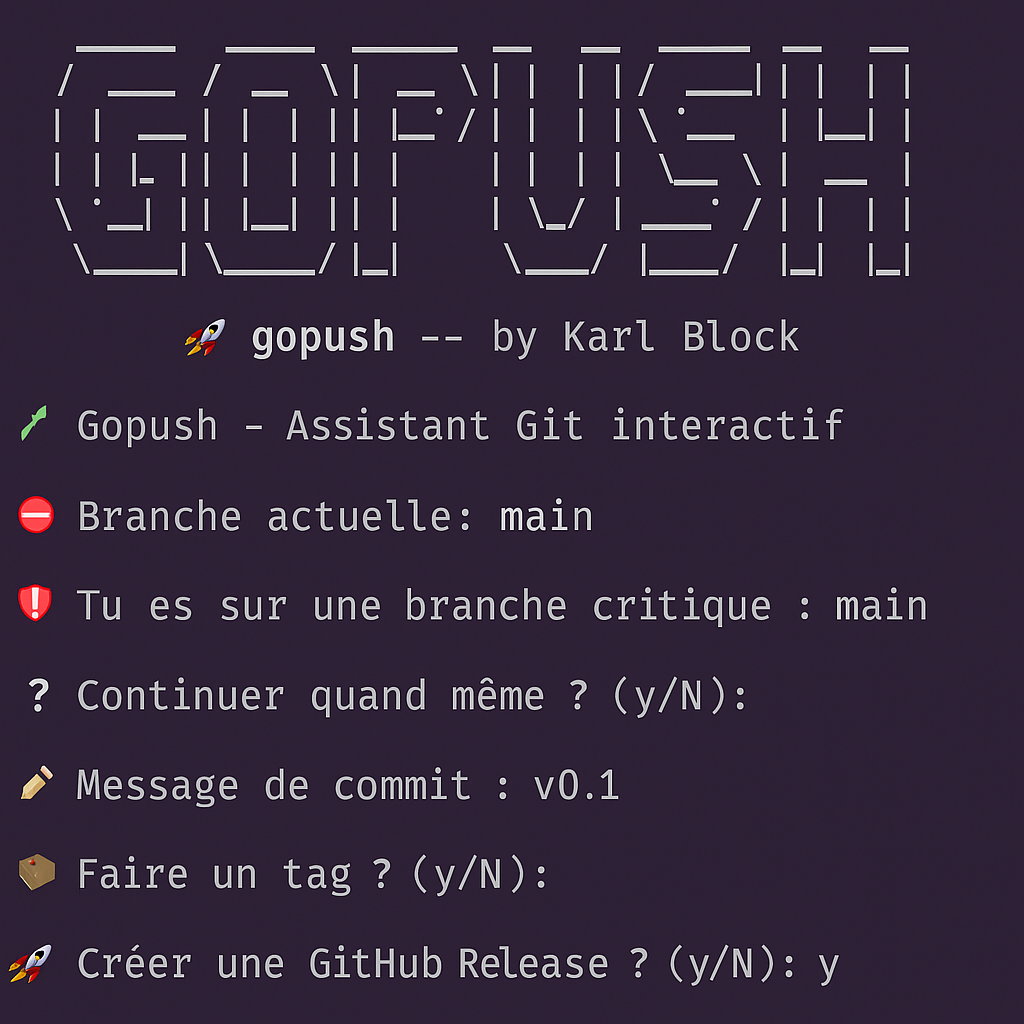 GOPUSH
🚀 gopush -- by Karl Block
Gopush - Assistant Git interactif
⛔ Branche actuelle: main
Tu es sur une branche critique : main
? Continuer quand même ? (y/N):
Message de commit : v0.1
Faire un tag ? (y/N):
🚀 Créer une GitHub Release ? (y/N): y